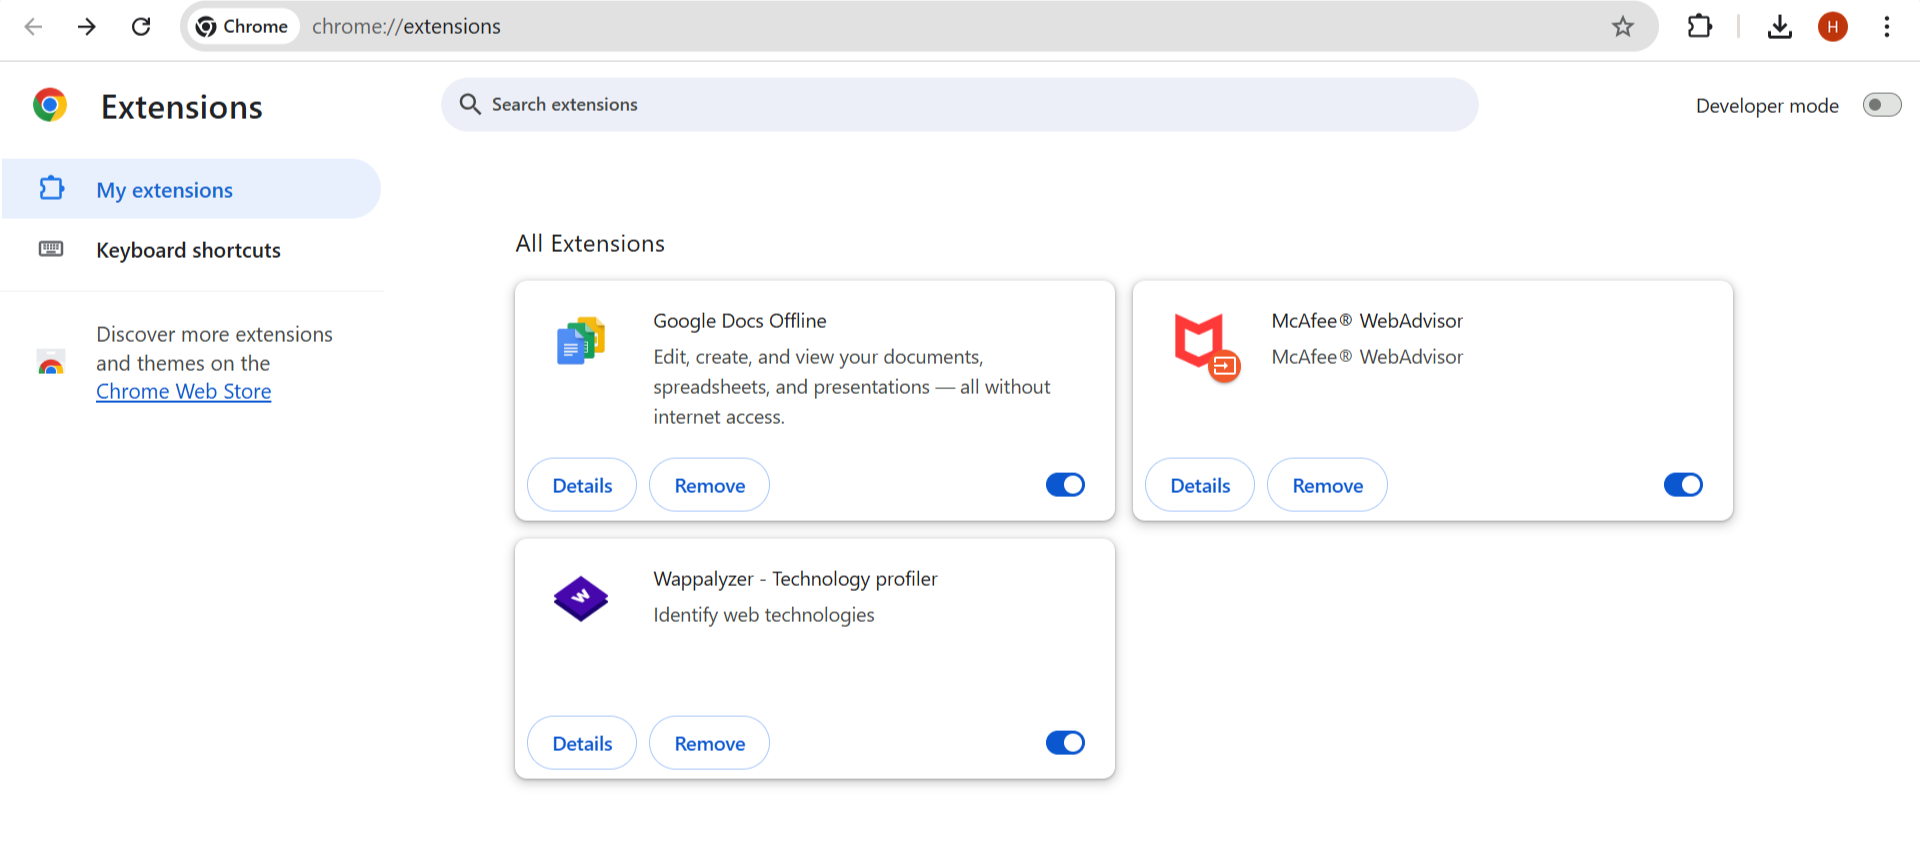 Chrome
chrome://extensions
H
Extensions
Search extensions
Developer mode
My extensions
Keyboard shortcuts
Discover more extensions
and themes on the
Chrome Web Store
All Extensions
Google Docs Offline
Edit, create, and view your documents,
spreadsheets, and presentations — all without
internet access.
Details
Remove
McAfee® WebAdvisor
McAfee® WebAdvisor
Details
Remove
W
Wappalyzer - Technology profiler
Identify web technologies
Details
Remove